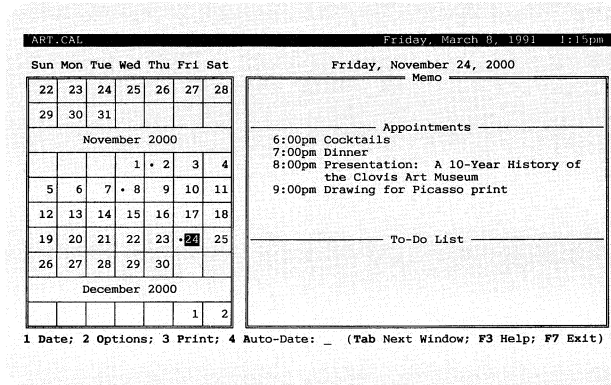 ART.CAL Friday, March 8, 1991 1:15pm
Sun Mon Tue Wed Thu Fri Sat
22 23 24 25 26 27 28
29 30 31
November 2000
1 • 2 3 4
5 6 7 • 8 9 10 11
12 13 14 15 16 17 18
19 20 21 22 23 •24 25
26 27 28 29 30
December 2000
1 2
Friday, November 24, 2000
Memo
Appointments
6:00pm Cocktails
7:00pm Dinner
8:00pm Presentation: A 10-Year History of
the Clovis Art Museum
9:00pm Drawing for Picasso print
To-Do List
1 Date; 2 Options; 3 Print; 4 Auto-Date: _ (Tab Next Window; F3 Help; F7 Exit)